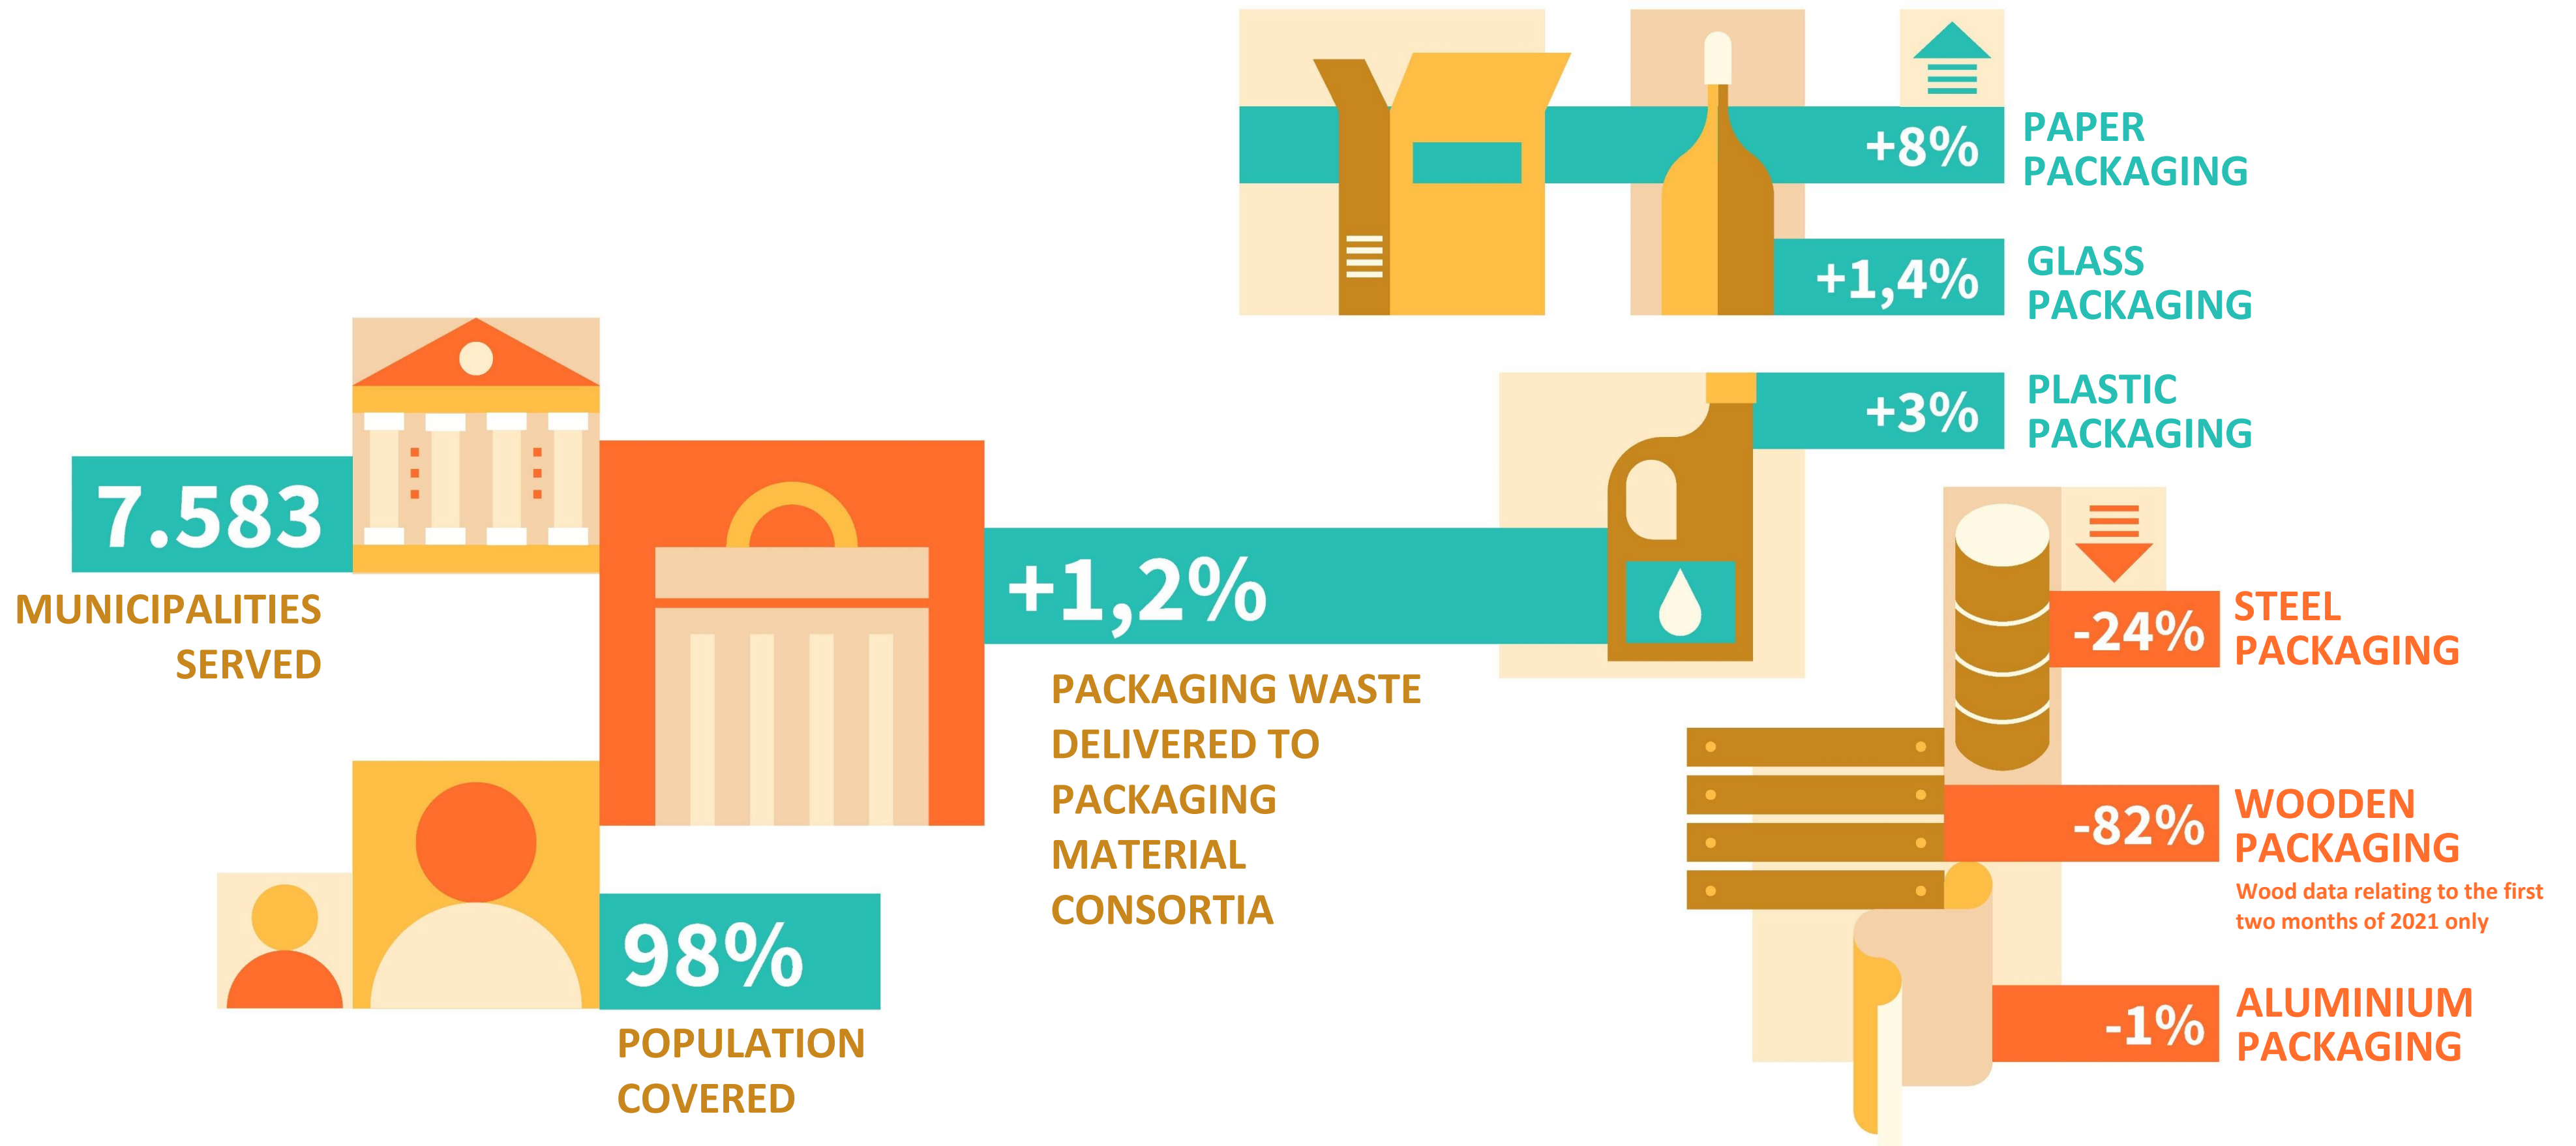 7.583
MUNICIPALITIES
SERVED
98%
POPULATION
COVERED
+1,2%
PACKAGING WASTE
DELIVERED TO
PACKAGING
MATERIAL
CONSORTIA
+8%
PAPER
PACKAGING
+1,4%
GLASS
PACKAGING
+3%
PLASTIC
PACKAGING
-24%
STEEL
PACKAGING
-82%
WOODEN
PACKAGING
Wood data relating to the first
two months of 2021 only
-1%
ALUMINIUM
PACKAGING